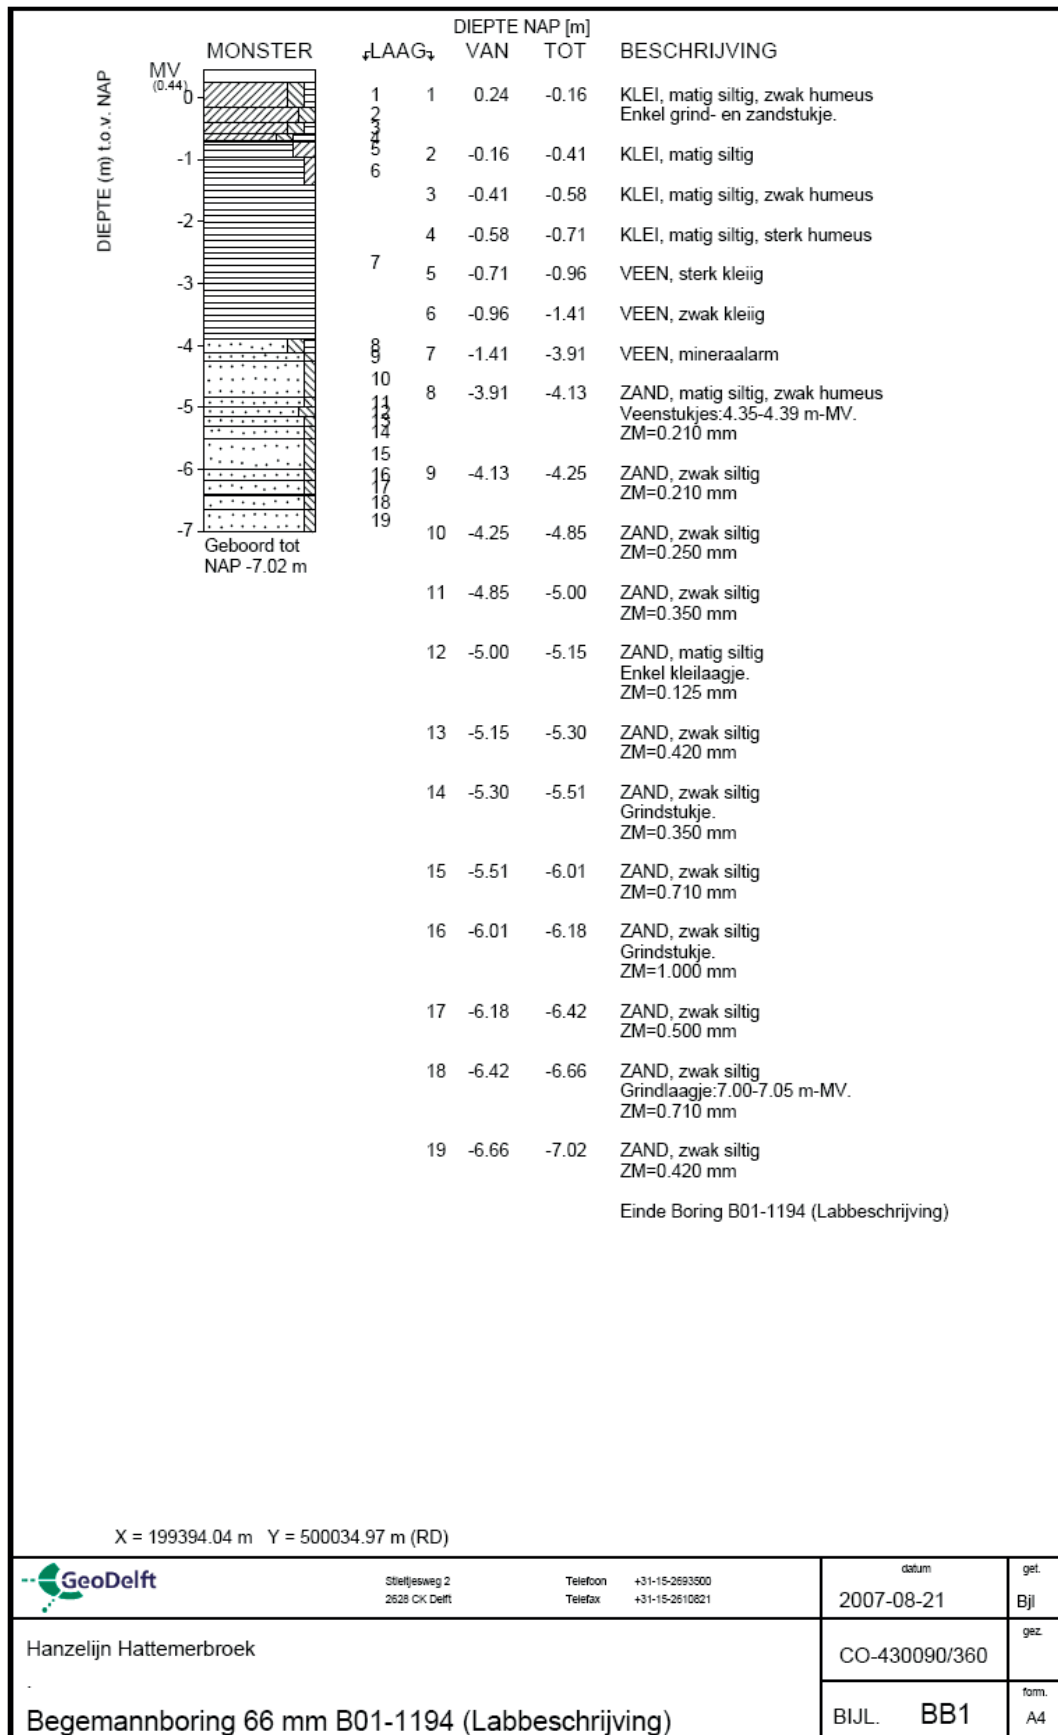 DIEPTE NAP [m]
MONSTER LAAG VAN TOT BESCHRIJVING
MV
(0.44)
DIEPTE (m) t.o.v. NAP
0
-1
-2
-3
-4
-5
-6
-7
1
2
3
4
5
6
7
8
9
10
11
12
13
14
15
16
17
18
19
Geboord tot
NAP -7.02 m
1 0.24 -0.16 KLEI, matig siltig, zwak humeus
Enkel grind- en zandstukje.
2 -0.16 -0.41 KLEI, matig siltig
3 -0.41 -0.58 KLEI, matig siltig, zwak humeus
4 -0.58 -0.71 KLEI, matig siltig, sterk humeus
5 -0.71 -0.96 VEEN, sterk kleiig
6 -0.96 -1.41 VEEN, zwak kleiig
7 -1.41 -3.91 VEEN, mineraalarm
8 -3.91 -4.13 ZAND, matig siltig, zwak humeus
Veenstukjes:4.35-4.39 m-MV.
ZM=0.210 mm
9 -4.13 -4.25 ZAND, zwak siltig
ZM=0.210 mm
10 -4.25 -4.85 ZAND, zwak siltig
ZM=0.250 mm
11 -4.85 -5.00 ZAND, zwak siltig
ZM=0.350 mm
12 -5.00 -5.15 ZAND, matig siltig
Enkel kleilaagje.
ZM=0.125 mm
13 -5.15 -5.30 ZAND, zwak siltig
ZM=0.420 mm
14 -5.30 -5.51 ZAND, zwak siltig
Grindstukje.
ZM=0.350 mm
15 -5.51 -6.01 ZAND, zwak siltig
ZM=0.710 mm
16 -6.01 -6.18 ZAND, zwak siltig
Grindstukje.
ZM=1.000 mm
17 -6.18 -6.42 ZAND, zwak siltig
ZM=0.500 mm
18 -6.42 -6.66 ZAND, zwak siltig
Grindlaagje:7.00-7.05 m-MV.
ZM=0.710 mm
19 -6.66 -7.02 ZAND, zwak siltig
ZM=0.420 mm
Einde Boring B01-1194 (Labbeschrijving)
X = 199394.04 m Y = 500034.97 m (RD)
GeoDelft
Stieltjesweg 2 Telefoon +31-15-2693500
2628 CK Delft Telefax +31-15-2610821
datum
2007-08-21
get.
Bjl
Hanzelijn Hattemerbroek
.
CO-430090/360
gez.
Begemannboring 66 mm B01-1194 (Labbeschrijving)
BIJL. BB1
form.
A4